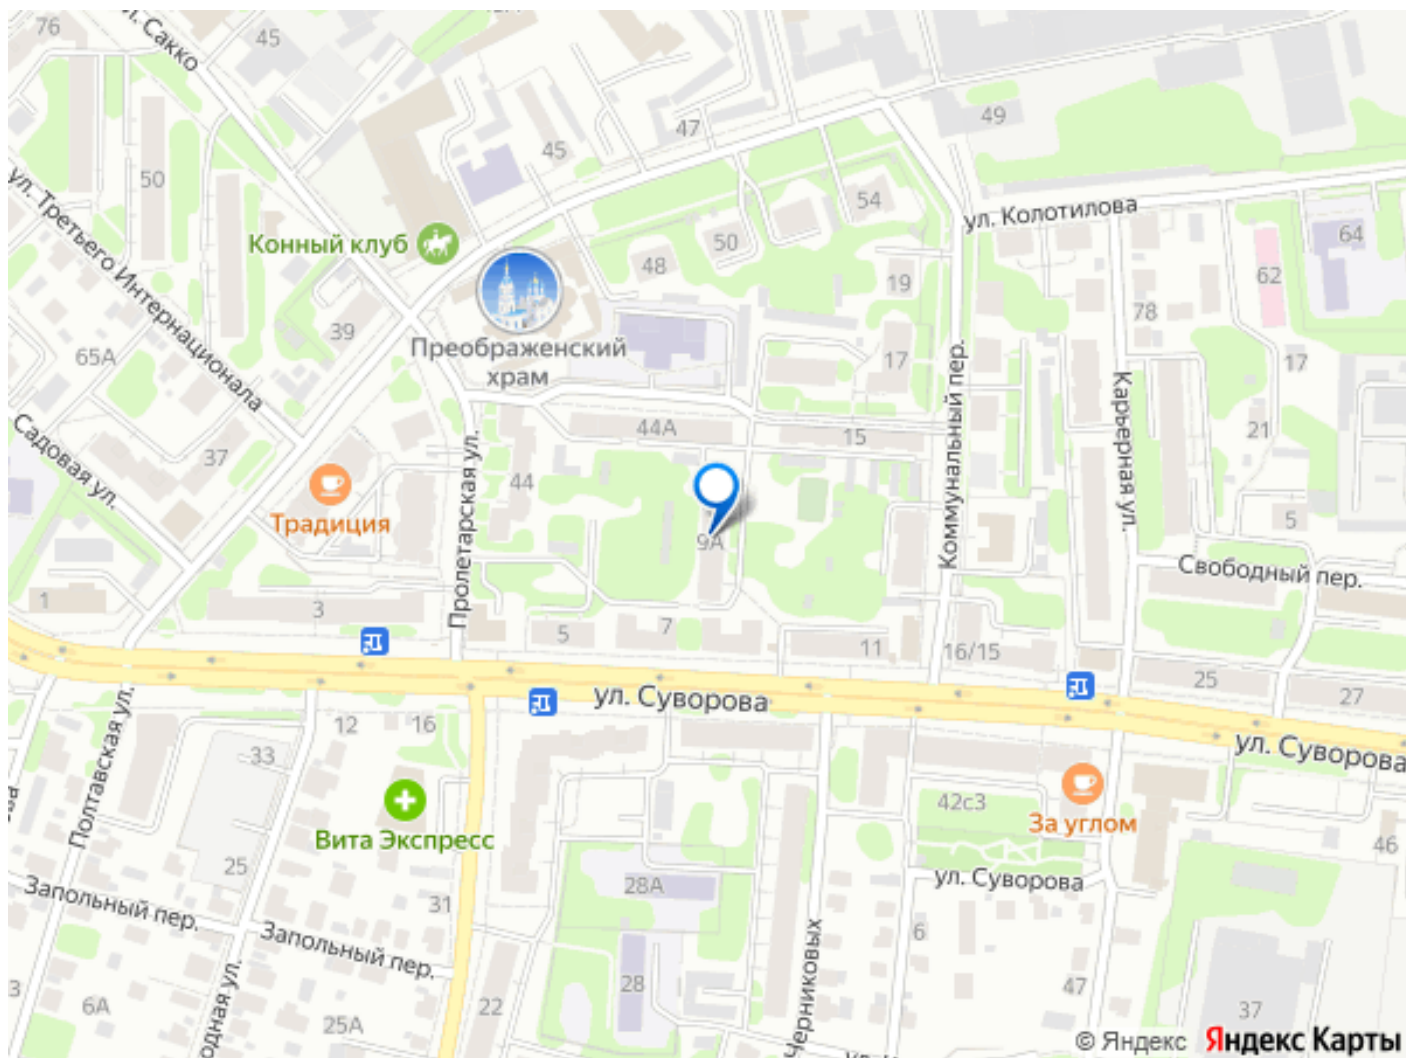 76
ул. Сакко
45
50
45
47
49
ул. Третьего Интернационала
Конный клуб
54
50
48
ул. Колотилова
64
62
19
78
39
65А
Преображенский
храм
17
17
Коммунальный пер.
Карьерная ул.
Садовая ул.
37
Традиция
Пролетарская ул.
44
44А
15
21
5
9А
Свободный пер.
1
3
5
7
11
16/15
25
27
ул. Суворова
ул. Суворова
Полтавская ул.
12
16
33
Вита Экспресс
42с3
За углом
46
ул. Суворова
25
28А
31
Запольный пер.
Запольный пер.
6
Черниковых
3
6А
одная ул.
25А
22
28
47
37
© Яндекс Яндекс Карты